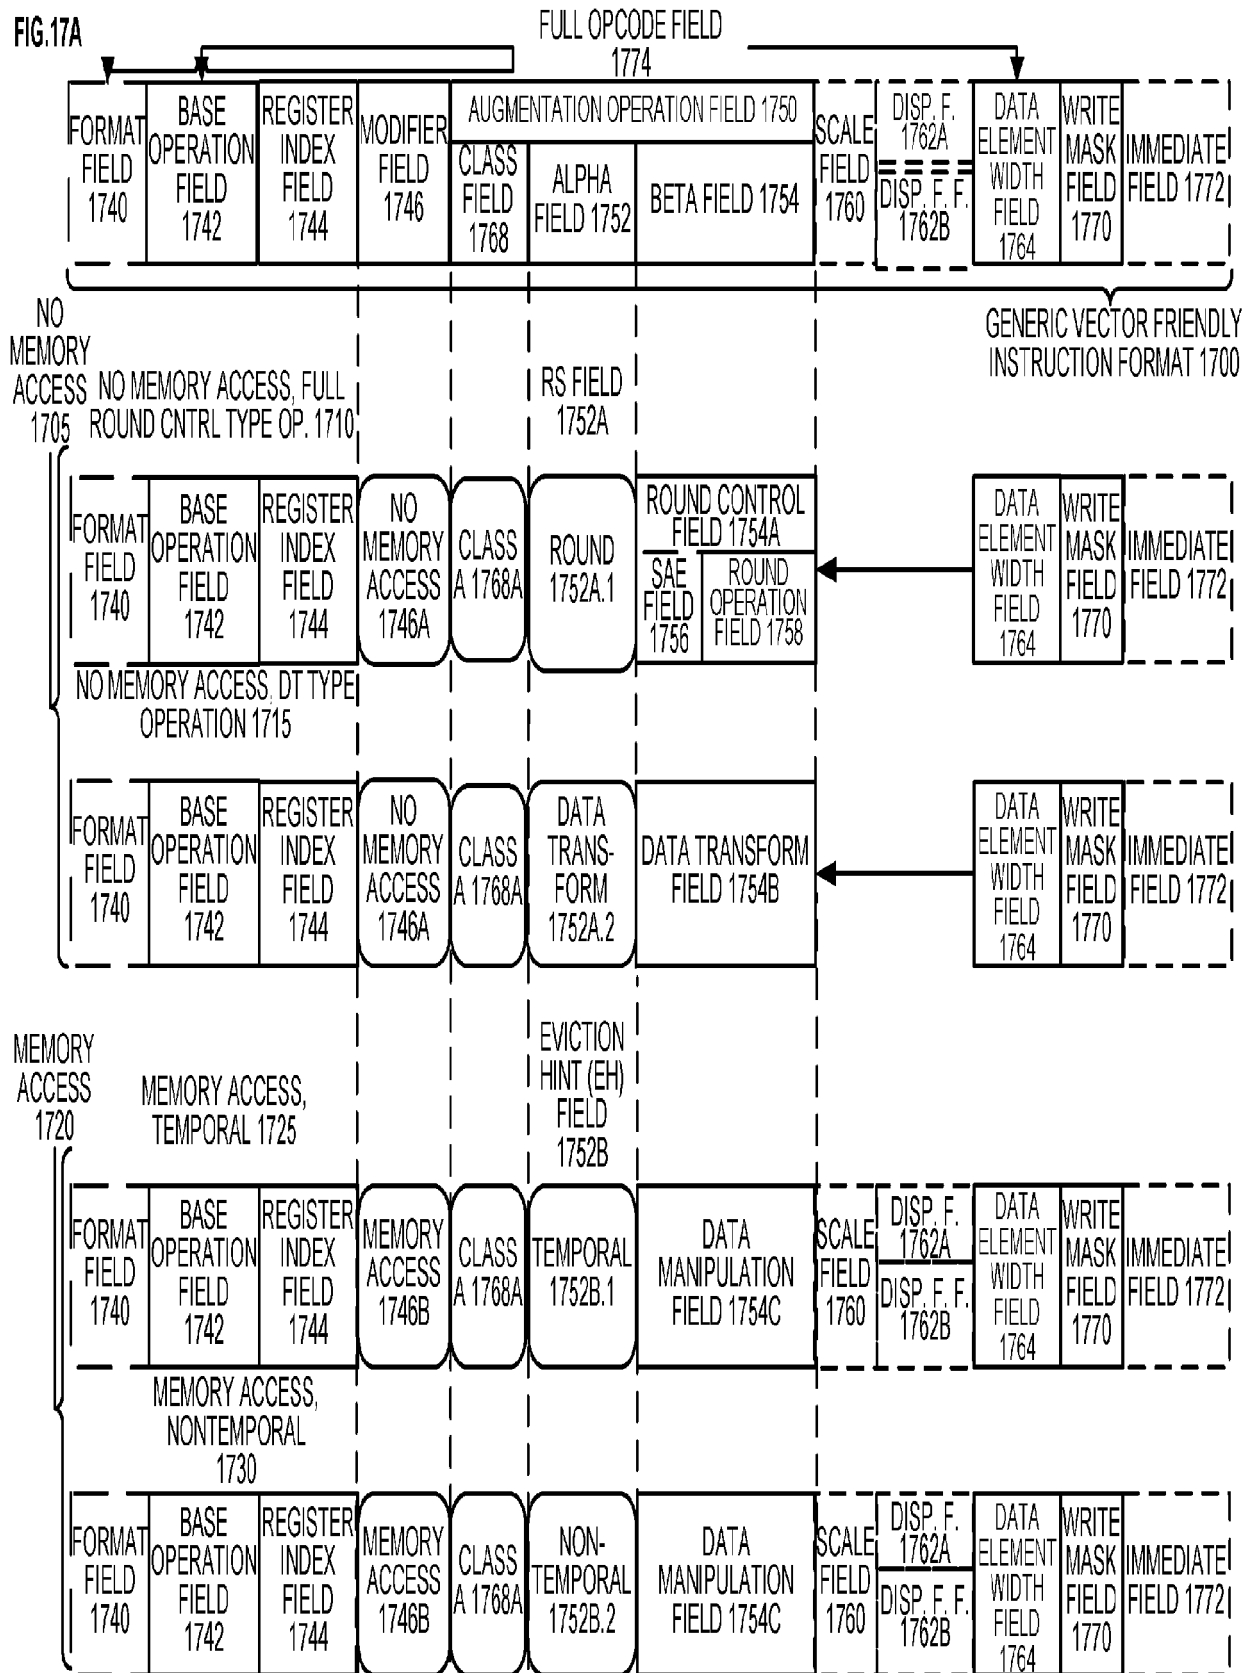 FIG.17A
FULL OPCODE FIELD
1774
FORMAT
FIELD
1740
BASE
OPERATION
FIELD
1742
REGISTER
INDEX
FIELD
1744
MODIFIER
FIELD
1746
AUGMENTATION OPERATION FIELD 1750
CLASS
FIELD
1768
ALPHA
FIELD 1752
BETA FIELD 1754
SCALE
FIELD
1760
DISP. F.
1762A
DISP. F. F.
1762B
DATA
ELEMENT
WIDTH
FIELD
1764
WRITE
MASK
FIELD
1770
IMMEDIATE
FIELD 1772
GENERIC VECTOR FRIENDLY
INSTRUCTION FORMAT 1700
NO
MEMORY
ACCESS
1705
NO MEMORY ACCESS, FULL
ROUND CNTRL TYPE OP. 1710
RS FIELD
1752A
FORMAT
FIELD
1740
BASE
OPERATION
FIELD
1742
REGISTER
INDEX
FIELD
1744
NO
MEMORY
ACCESS
1746A
CLASS
A 1768A
ROUND
1752A.1
ROUND CONTROL
FIELD 1754A
SAE
FIELD
1756
ROUND
OPERATION
FIELD 1758
DATA
ELEMENT
WIDTH
FIELD
1764
WRITE
MASK
FIELD
1770
IMMEDIATE
FIELD 1772
NO MEMORY ACCESS, DT TYPE
OPERATION 1715
FORMAT
FIELD
1740
BASE
OPERATION
FIELD
1742
REGISTER
INDEX
FIELD
1744
NO
MEMORY
ACCESS
1746A
CLASS
A 1768A
DATA
TRANS-
FORM
1752A.2
DATA TRANSFORM
FIELD 1754B
DATA
ELEMENT
WIDTH
FIELD
1764
WRITE
MASK
FIELD
1770
IMMEDIATE
FIELD 1772
MEMORY
ACCESS
1720
MEMORY ACCESS,
TEMPORAL 1725
EVICTION
HINT (EH)
FIELD
1752B
FORMAT
FIELD
1740
BASE
OPERATION
FIELD
1742
REGISTER
INDEX
FIELD
1744
MEMORY
ACCESS
1746B
CLASS
A 1768A
TEMPORAL
1752B.1
DATA
MANIPULATION
FIELD 1754C
SCALE
FIELD
1760
DISP. F.
1762A
DISP. F. F.
1762B
DATA
ELEMENT
WIDTH
FIELD
1764
WRITE
MASK
FIELD
1770
IMMEDIATE
FIELD 1772
MEMORY ACCESS,
NONTEMPORAL
1730
FORMAT
FIELD
1740
BASE
OPERATION
FIELD
1742
REGISTER
INDEX
FIELD
1744
MEMORY
ACCESS
1746B
CLASS
A 1768A
NON-
TEMPORAL
1752B.2
DATA
MANIPULATION
FIELD 1754C
SCALE
FIELD
1760
DISP. F.
1762A
DISP. F. F.
1762B
DATA
ELEMENT
WIDTH
FIELD
1764
WRITE
MASK
FIELD
1770
IMMEDIATE
FIELD 1772